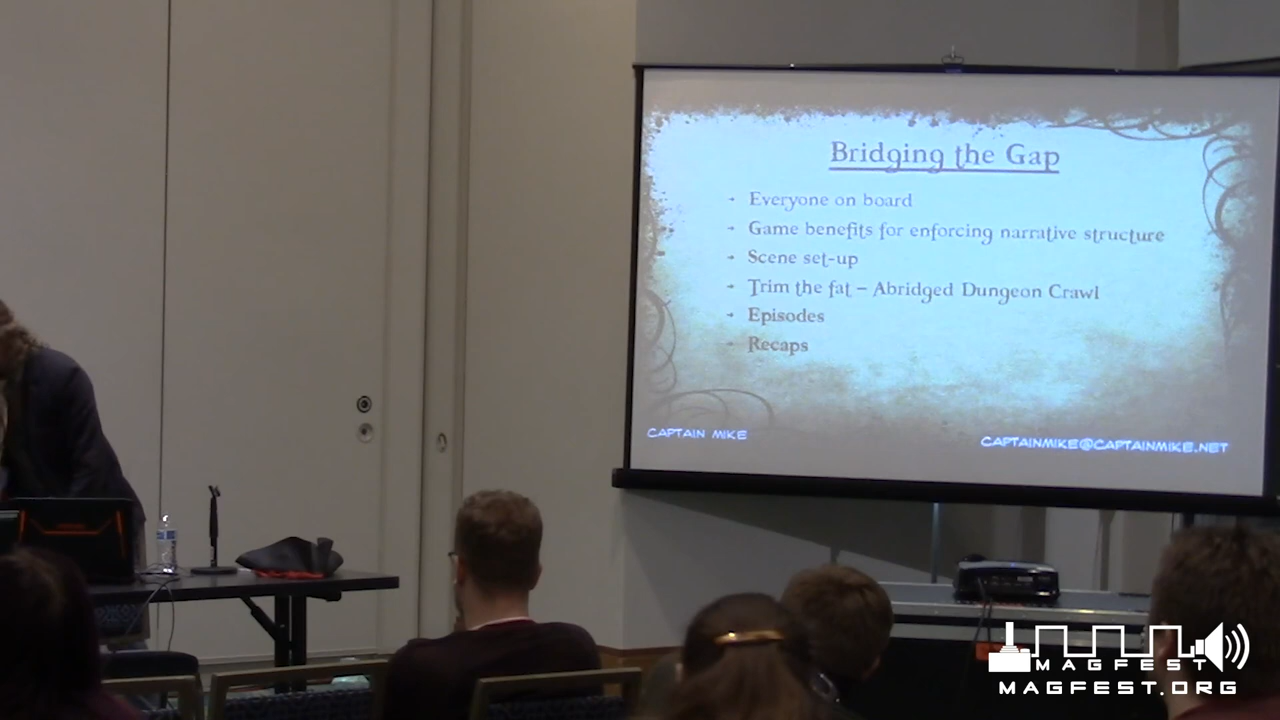 Bridging the Gap
Everyone on board
Game benefits for enforcing narrative structure
Scene set-up
Trim the fat – Abridged Dungeon Crawl
Episodes
Recaps
CAPTAIN MIKE
CAPTAINMIKE@CAPTAINMIKE.NET
MAGFEST
MAGFEST.ORG